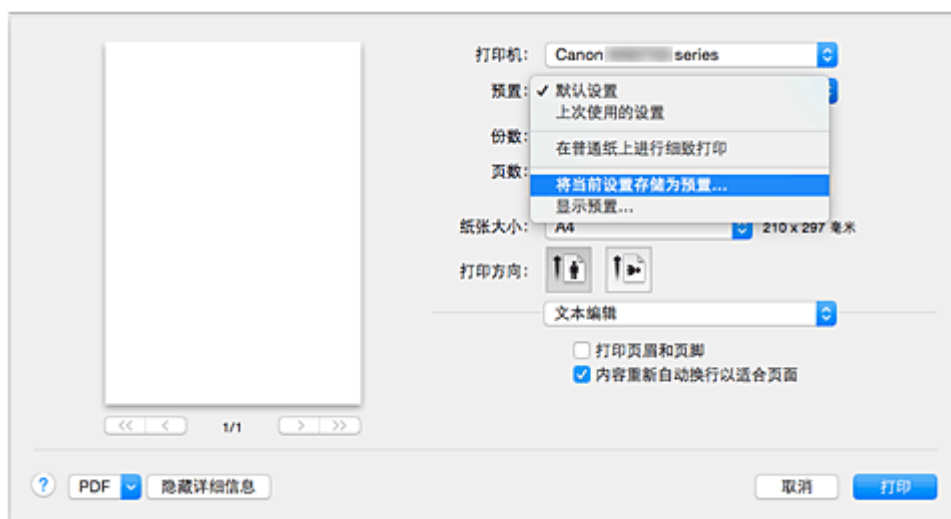 打印机: Canon series
预置: ✓ 默认设置
上次使用的设置
份数:
在普通纸上进行细致打印
页数:
将当前设置存储为预置...
显示预置...
纸张大小: A4 210 x 297 毫米
打印方向:
文本编辑
打印页眉和页脚
内容重新自动换行以适合页面
<< < 1/1 > >>
? PDF 隐藏详细信息 取消 打印